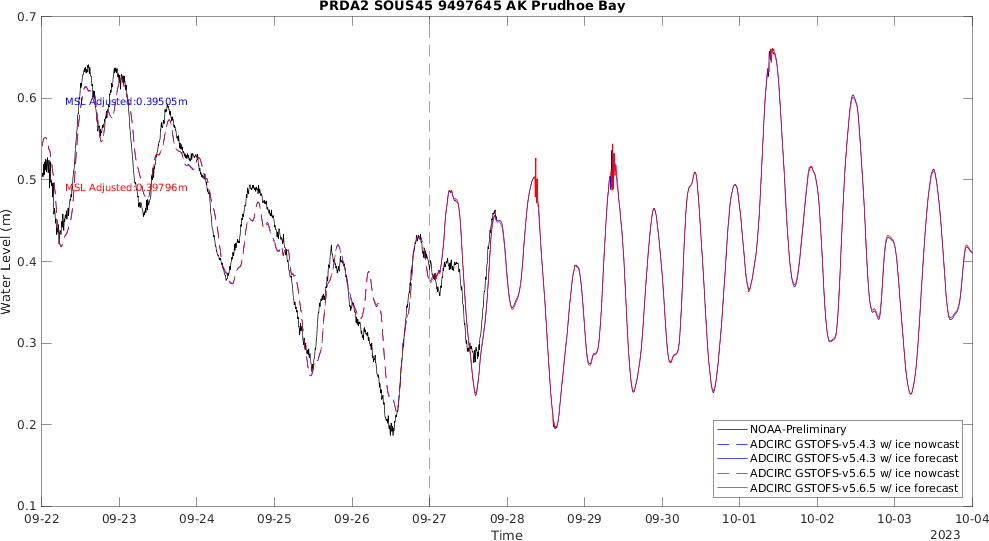 PRDA2 SOUS45 9497645 AK Prudhoe Bay
0.7
0.6
0.5
0.4
0.3
0.2
0.1
Water Level (m)
MSL Adjusted:0.39505m
MSL Adjusted:0.39796m
NOAA-Preliminary
ADCIRC GSTOFS-v5.4.3 w/ ice nowcast
ADCIRC GSTOFS-v5.4.3 w/ ice forecast
ADCIRC GSTOFS-v5.6.5 w/ ice nowcast
ADCIRC GSTOFS-v5.6.5 w/ ice forecast
09-22 09-23 09-24 09-25 09-26 09-27 09-28 09-29 09-30 10-01 10-02 10-03 10-04
Time
2023